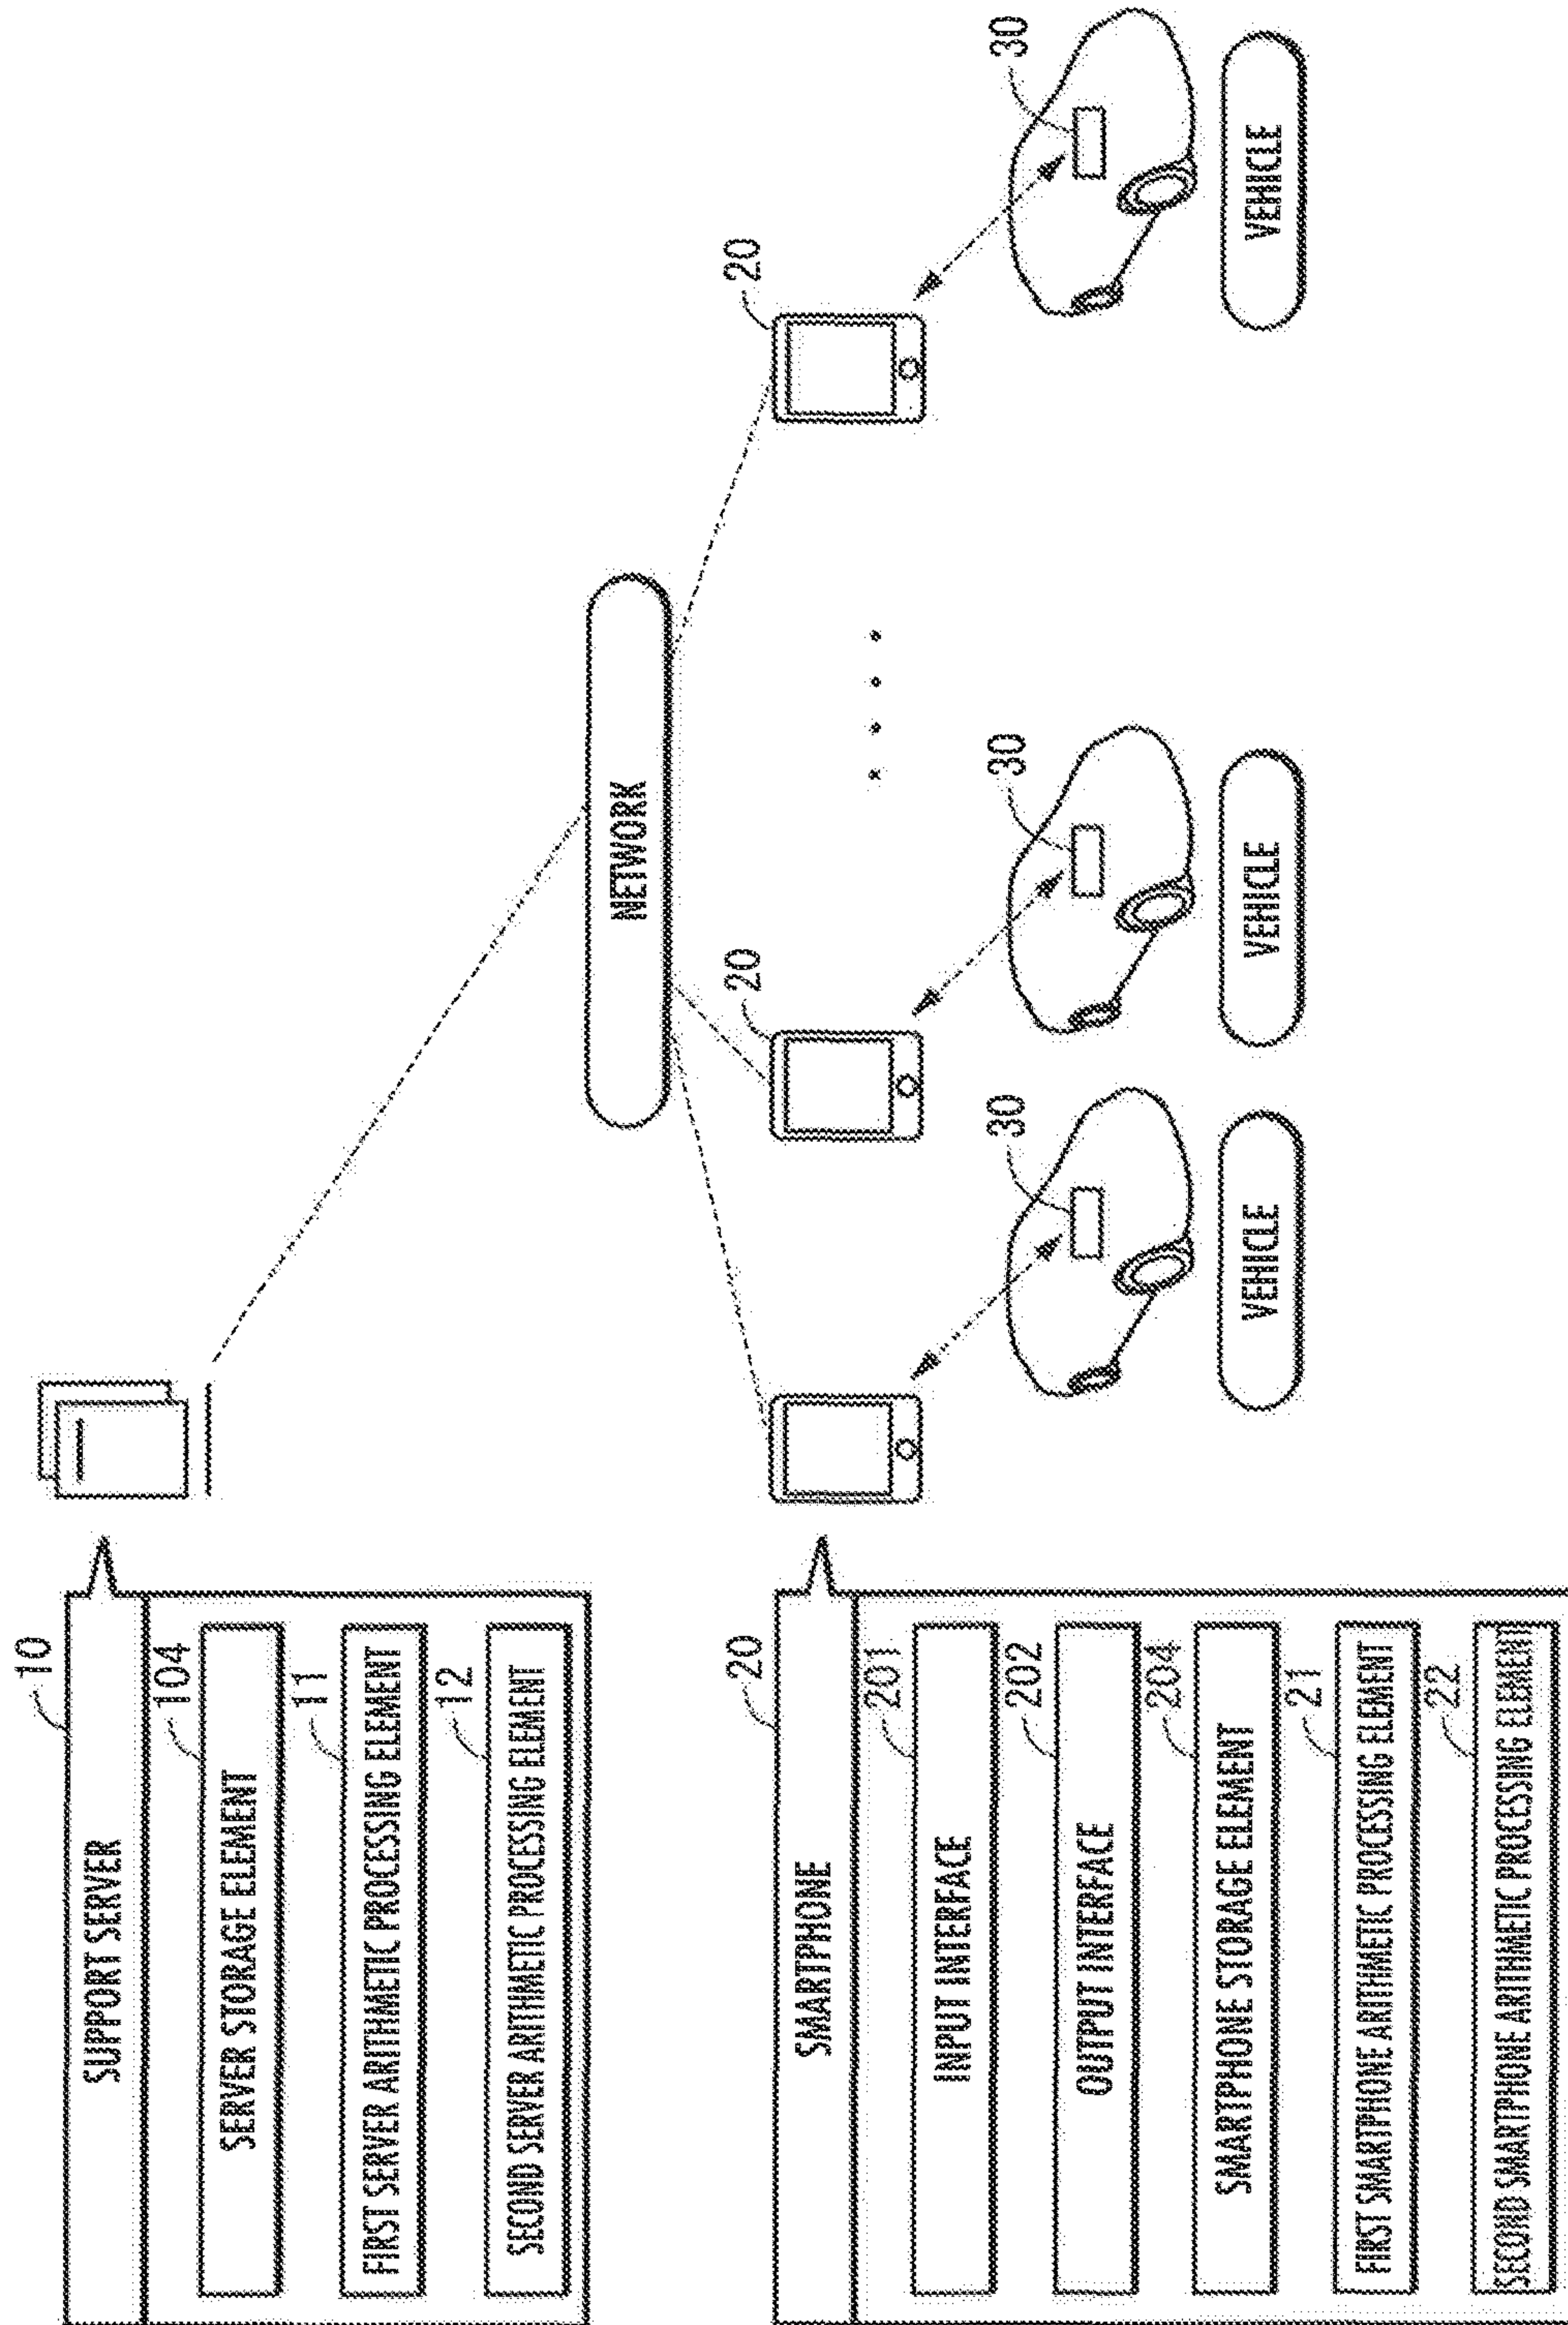 10
SUPPORT SERVER
104
SERVER STORAGE ELEMENT
11
FIRST SERVER ARITHMETIC PROCESSING ELEMENT
12
SECOND SERVER ARITHMETIC PROCESSING ELEMENT
NETWORK
20
SMARTPHONE
201
INPUT INTERFACE
202
OUTPUT INTERFACE
204
SMARTPHONE STORAGE ELEMENT
21
FIRST SMARTPHONE ARITHMETIC PROCESSING ELEMENT
22
SECOND SMARTPHONE ARITHMETIC PROCESSING ELEMENT
20
20
30
30
30
VEHICLE
VEHICLE
VEHICLE